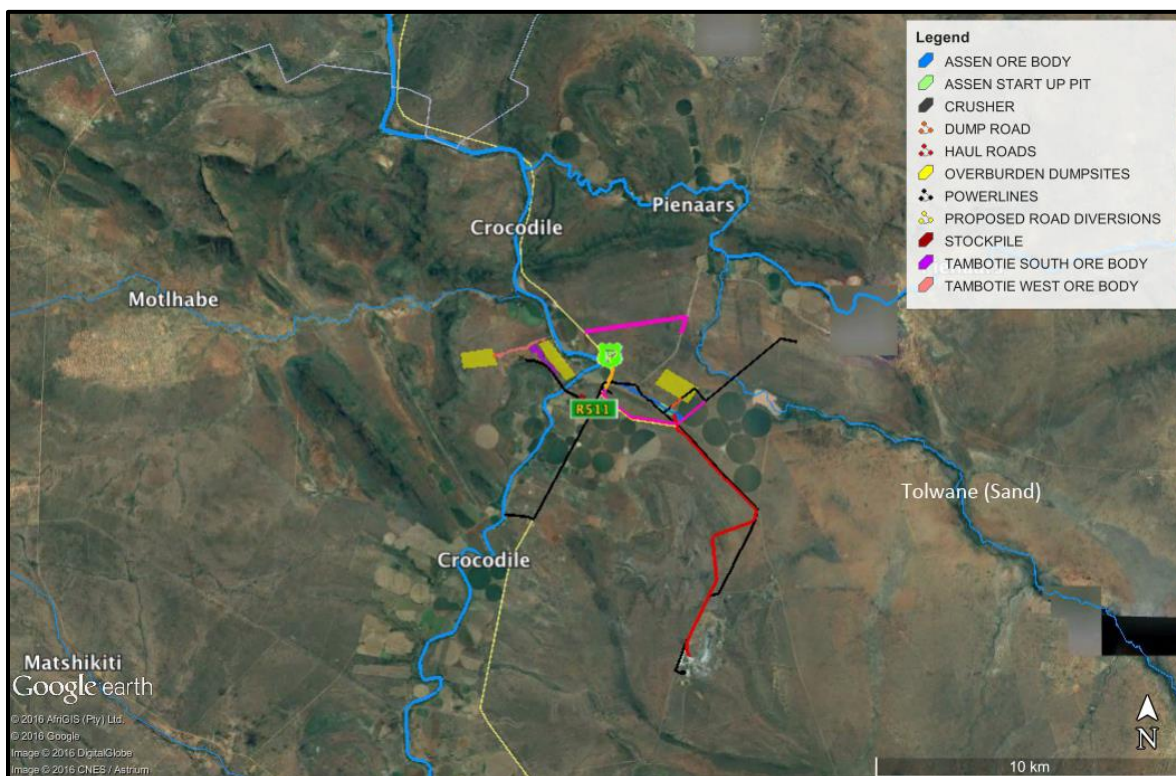 Legend
ASSEN ORE BODY
ASSEN START UP PIT
CRUSHER
DUMP ROAD
HAUL ROADS
OVERBURDEN DUMPSITES
POWERLINES
PROPOSED ROAD DIVERSIONS
STOCKPILE
TAMBOTIE SOUTH ORE BODY
TAMBOTIE WEST ORE BODY
Pienaars
Crocodile
Motlhabe
R511
Tolwane (Sand)
Crocodile
Matshikiti
Google earth
© 2016 AfriGIS (Pty) Ltd.
© 2016 Google
Image © 2016 DigitalGlobe
Image © 2016 CNES / Astrium
N
10 km